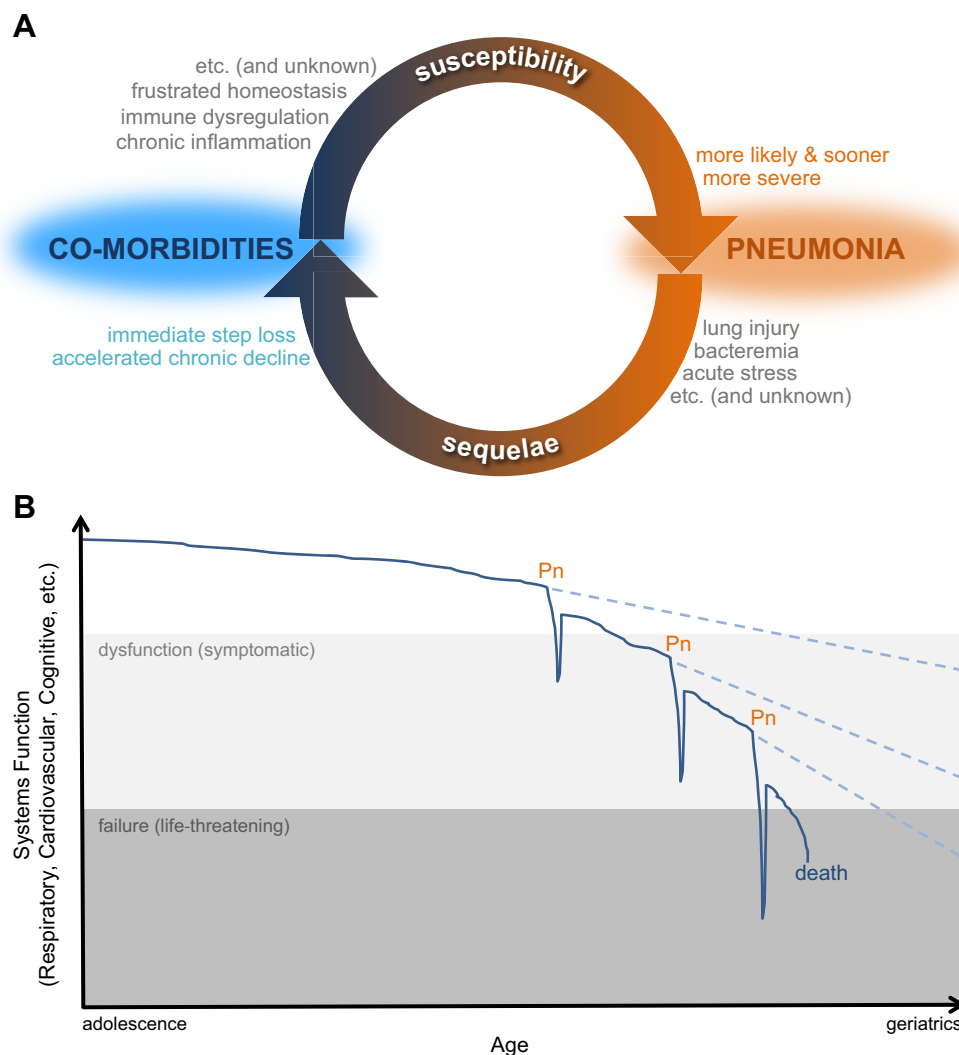 A
susceptibility
etc. (and unknown)
frustrated homeostasis
immune dysregulation
chronic inflammation
more likely & sooner
more severe
CO-MORBIDITIES
PNEUMONIA
immediate step loss
accelerated chronic decline
lung injury
bacteremia
acute stress
etc. (and unknown)
sequelae
B
Systems Function
(Respiratory, Cardiovascular, Cognitive, etc.)
Pn
dysfunction (symptomatic)
Pn
Pn
failure (life-threatening)
death
adolescence
geriatrics
Age